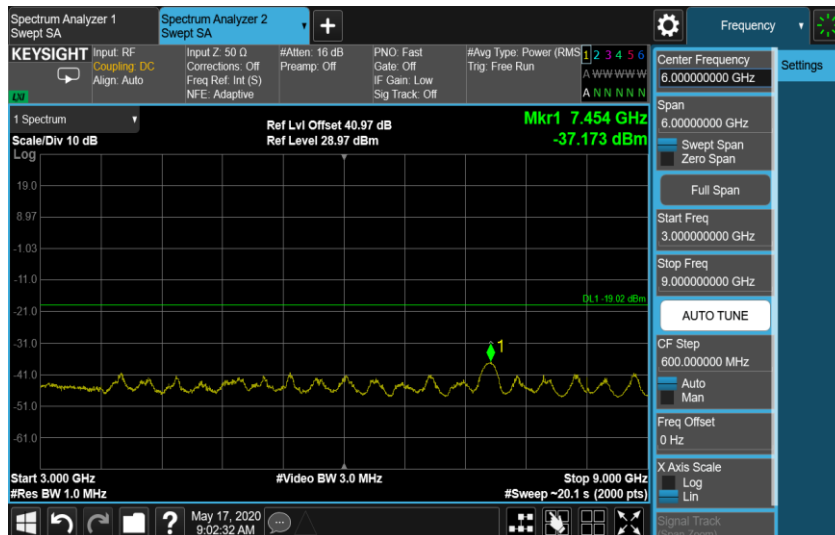 Spectrum Analyzer 1
Swept SA
Spectrum Analyzer 2
Swept SA
+
Frequency
KEYSIGHT
Input: RF
Coupling: DC
Align: Auto
Input Z: 50 Ω
Corrections: Off
Freq Ref: Int (S)
NFE: Adaptive
#Atten: 16 dB
Preamp: Off
PNO: Fast
Gate: Off
IF Gain: Low
Sig Track: Off
#Avg Type: Power (RMS
Trig: Free Run
1 2 3 4 5 6
A W W W W W
A N N N N N
LXI
1 Spectrum
Scale/Div 10 dB
Log
Ref Lvl Offset 40.97 dB
Ref Level 28.97 dBm
Mkr1 7.454 GHz
-37.173 dBm
19.0
8.97
-1.03
-11.0
-21.0
-31.0
-41.0
-51.0
-61.0
DL1 -19.02 dBm
1
Start 3.000 GHz
#Res BW 1.0 MHz
#Video BW 3.0 MHz
Stop 9.000 GHz
#Sweep ~20.1 s (2000 pts)
Center Frequency
6.000000000 GHz
Settings
Span
6.00000000 GHz
Swept Span
Zero Span
Full Span
Start Freq
3.000000000 GHz
Stop Freq
9.000000000 GHz
AUTO TUNE
CF Step
600.000000 MHz
Auto
Man
Freq Offset
0 Hz
X Axis Scale
Log
Lin
Signal Track
(Span Zoom)
?
May 17, 2020
9:02:32 AM